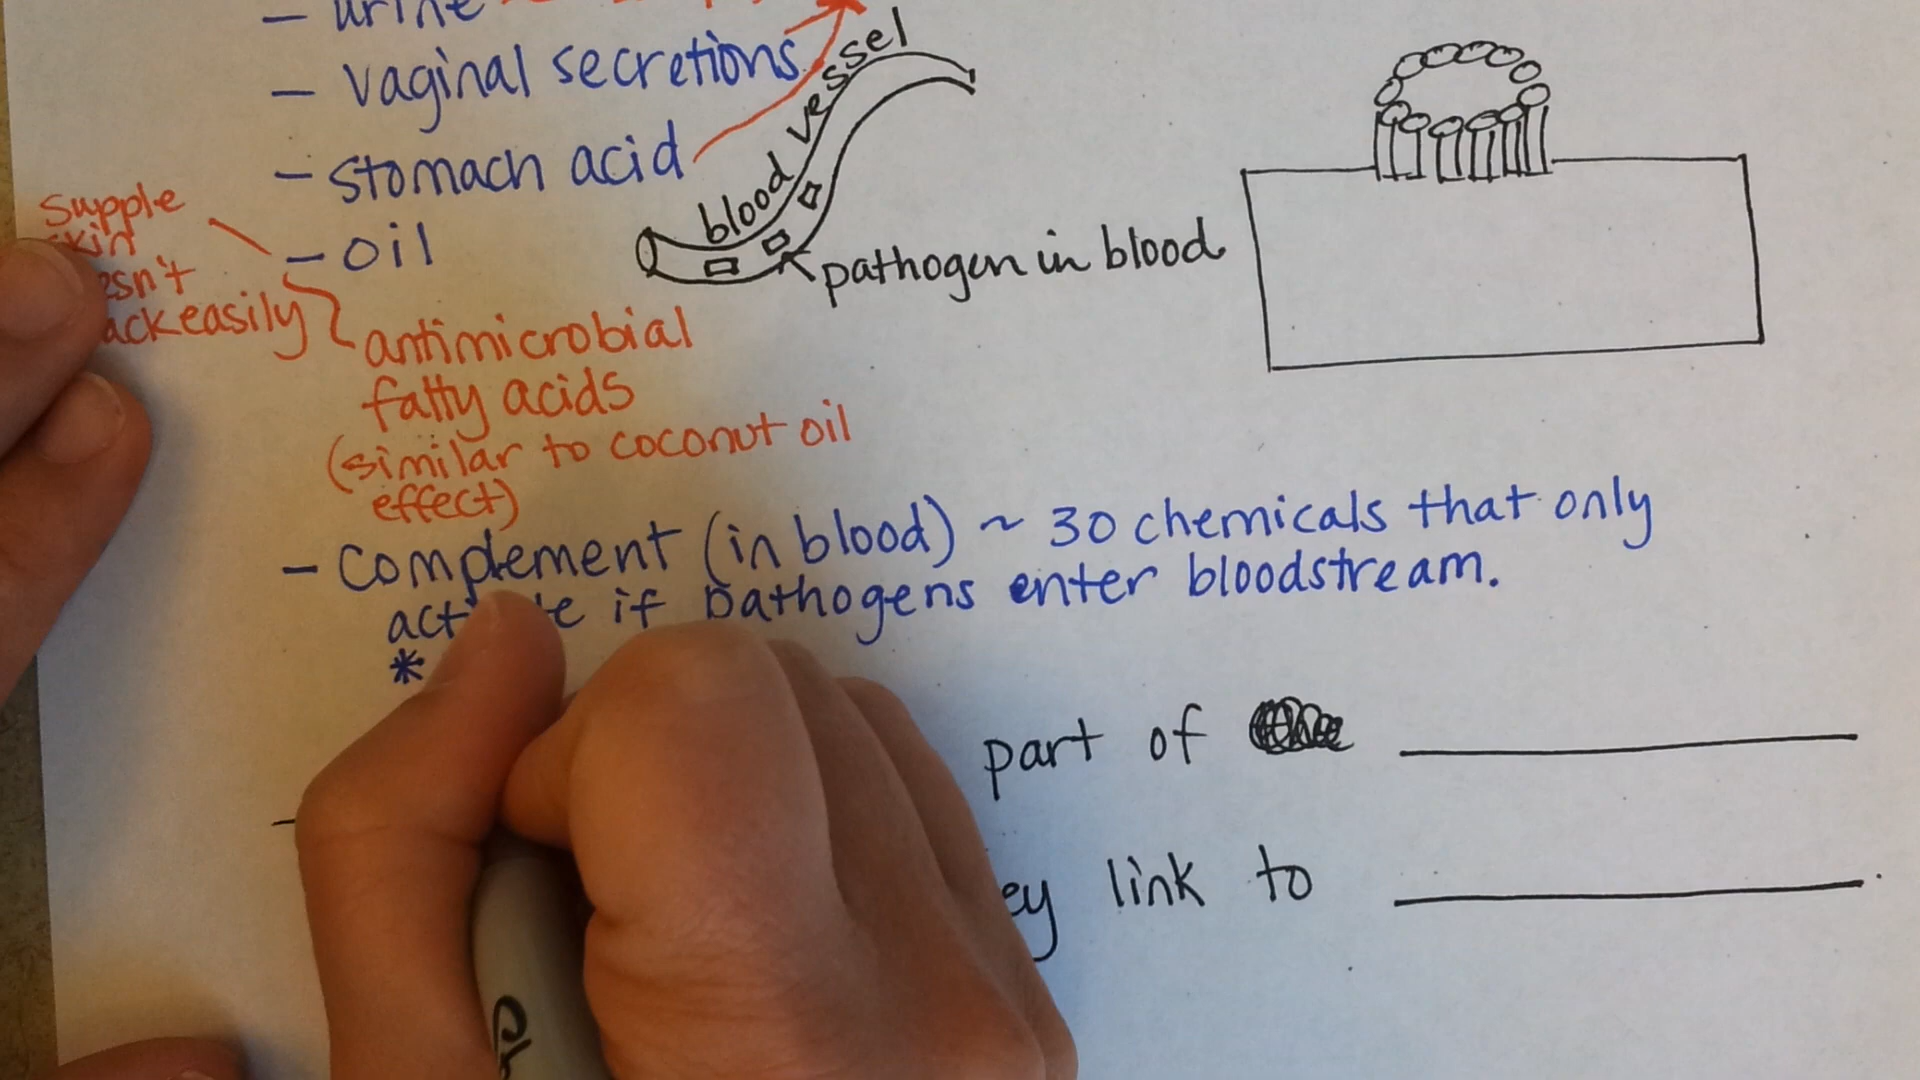 - urine
- vaginal secretions
- stomach acid
blood vessel
pathogen in blood
- oil
supple
easily
antimicrobial
fatty acids
(similar to coconut oil
effect)
- Complement (in blood) ~ 30 chemicals that only
if pathogens enter bloodstream.
*
part of
link to